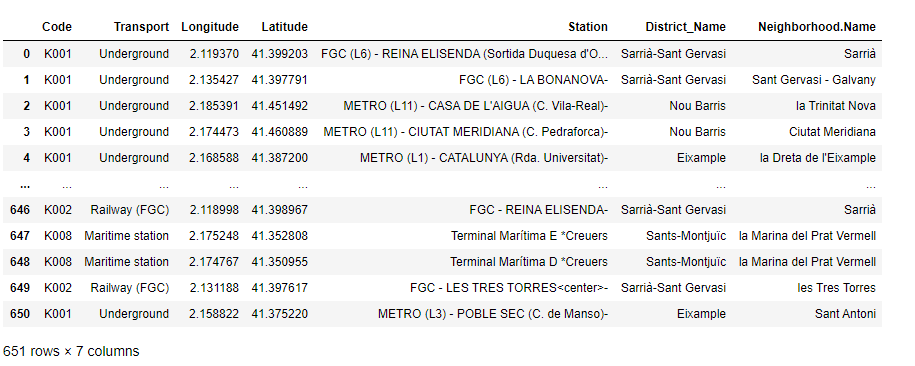 Code Transport Longitude Latitude Station District_Name Neighborhood.Name
0 K001 Underground 2.119370 41.399203 FGC (L6) - REINA ELISENDA (Sortida Duquesa d'O... Sarrià-Sant Gervasi Sarrià
1 K001 Underground 2.135427 41.397791 FGC (L6) - LA BONANOVA- Sarrià-Sant Gervasi Sant Gervasi - Galvany
2 K001 Underground 2.185391 41.451492 METRO (L11) - CASA DE L'AIGUA (C. Vila-Real)- Nou Barris la Trinitat Nova
3 K001 Underground 2.174473 41.460889 METRO (L11) - CIUTAT MERIDIANA (C. Pedraforca)- Nou Barris Ciutat Meridiana
4 K001 Underground 2.168588 41.387200 METRO (L1) - CATALUNYA (Rda. Universitat)- Eixample la Dreta de l'Eixample
... ... ... ... ... ... ... ...
646 K002 Railway (FGC) 2.118998 41.398967 FGC - REINA ELISENDA- Sarrià-Sant Gervasi Sarrià
647 K008 Maritime station 2.175248 41.352808 Terminal Marítima E *Creuers Sants-Montjuïc la Marina del Prat Vermell
648 K008 Maritime station 2.174767 41.350955 Terminal Marítima D *Creuers Sants-Montjuïc la Marina del Prat Vermell
649 K002 Railway (FGC) 2.131188 41.397617 FGC - LES TRES TORRES<center>- Sarrià-Sant Gervasi les Tres Torres
650 K001 Underground 2.158822 41.375220 METRO (L3) - POBLE SEC (C. de Manso)- Eixample Sant Antoni
651 rows × 7 columns